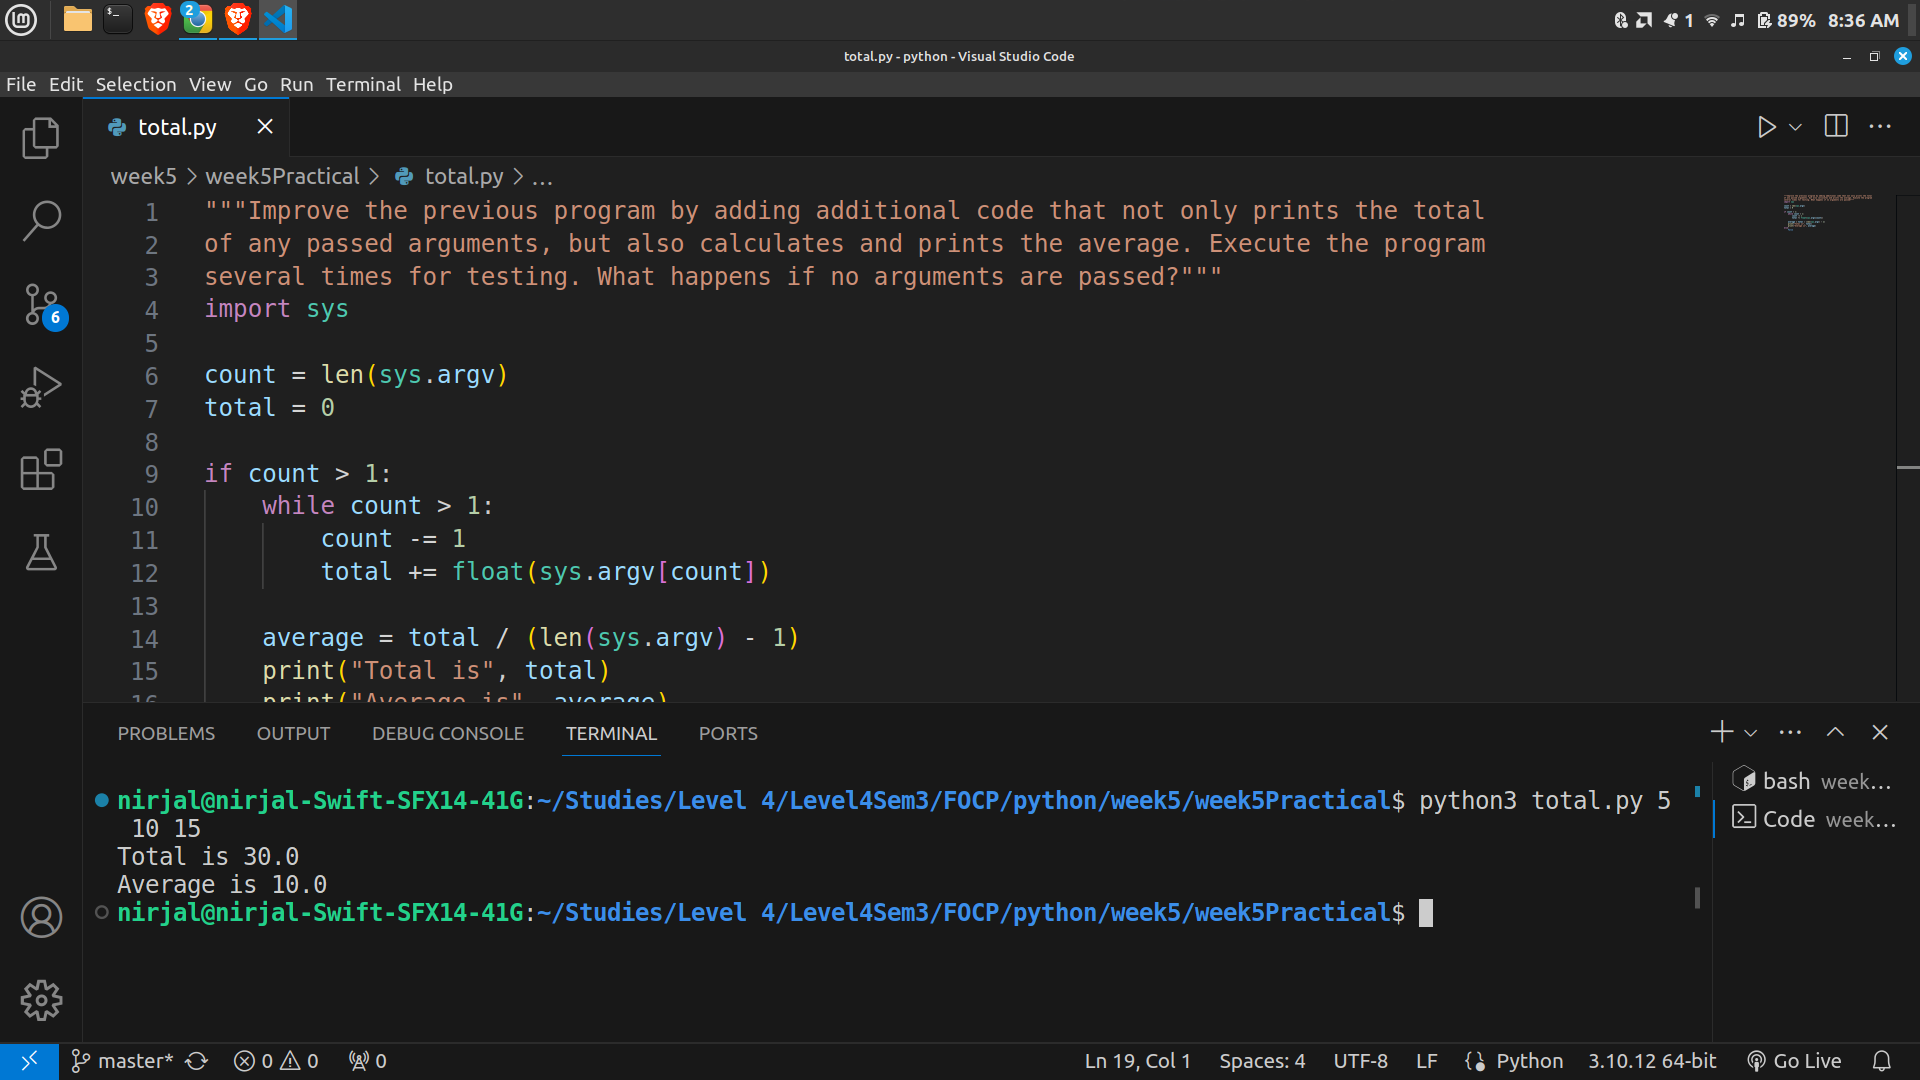 2
1
89%
8:36 AM
total.py - python - Visual Studio Code
File Edit Selection View Go Run Terminal Help
total.py
week5 > week5Practical > total.py > ...
1 """Improve the previous program by adding additional code that not only prints the total
2 of any passed arguments, but also calculates and prints the average. Execute the program
3 several times for testing. What happens if no arguments are passed?"""
4 import sys
5
6 count = len(sys.argv)
7 total = 0
8
9 if count > 1:
10 while count > 1:
11 count -= 1
12 total += float(sys.argv[count])
13
14 average = total / (len(sys.argv) - 1)
15 print("Total is", total)
16 print("Average is", average)
6
PROBLEMS OUTPUT DEBUG CONSOLE TERMINAL PORTS
nirjal@nirjal-Swift-SFX14-41G:~/Studies/Level 4/Level4Sem3/FOCP/python/week5/week5Practical$ python3 total.py 5
10 15
Total is 30.0
Average is 10.0
nirjal@nirjal-Swift-SFX14-41G:~/Studies/Level 4/Level4Sem3/FOCP/python/week5/week5Practical$
bash week...
Code week...
master* 0 0 0 Ln 19, Col 1 Spaces: 4 UTF-8 LF Python 3.10.12 64-bit Go Live